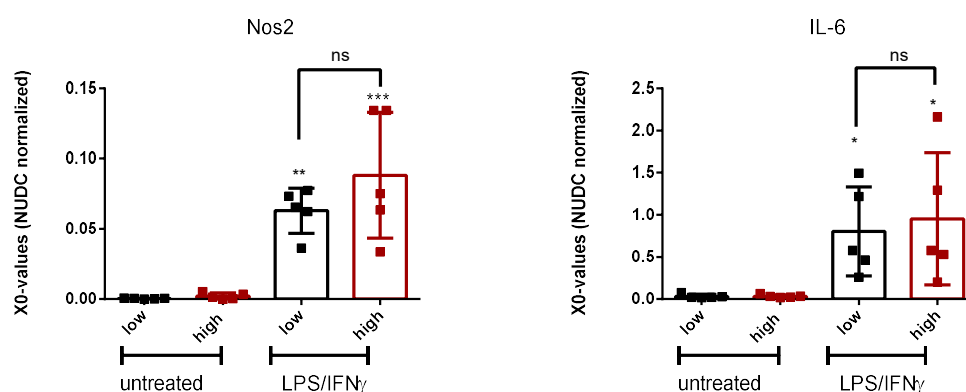 Nos2
ns
X0-values (NUDC normalized)
0.15
0.10
0.05
0.00
**
***
low
high
low
high
untreated
LPS/IFNγ
IL-6
ns
X0-values (NUDC normalized)
2.5
2.0
1.5
1.0
0.5
0.00
*
*
low
high
low
high
untreated
LPS/IFNγ